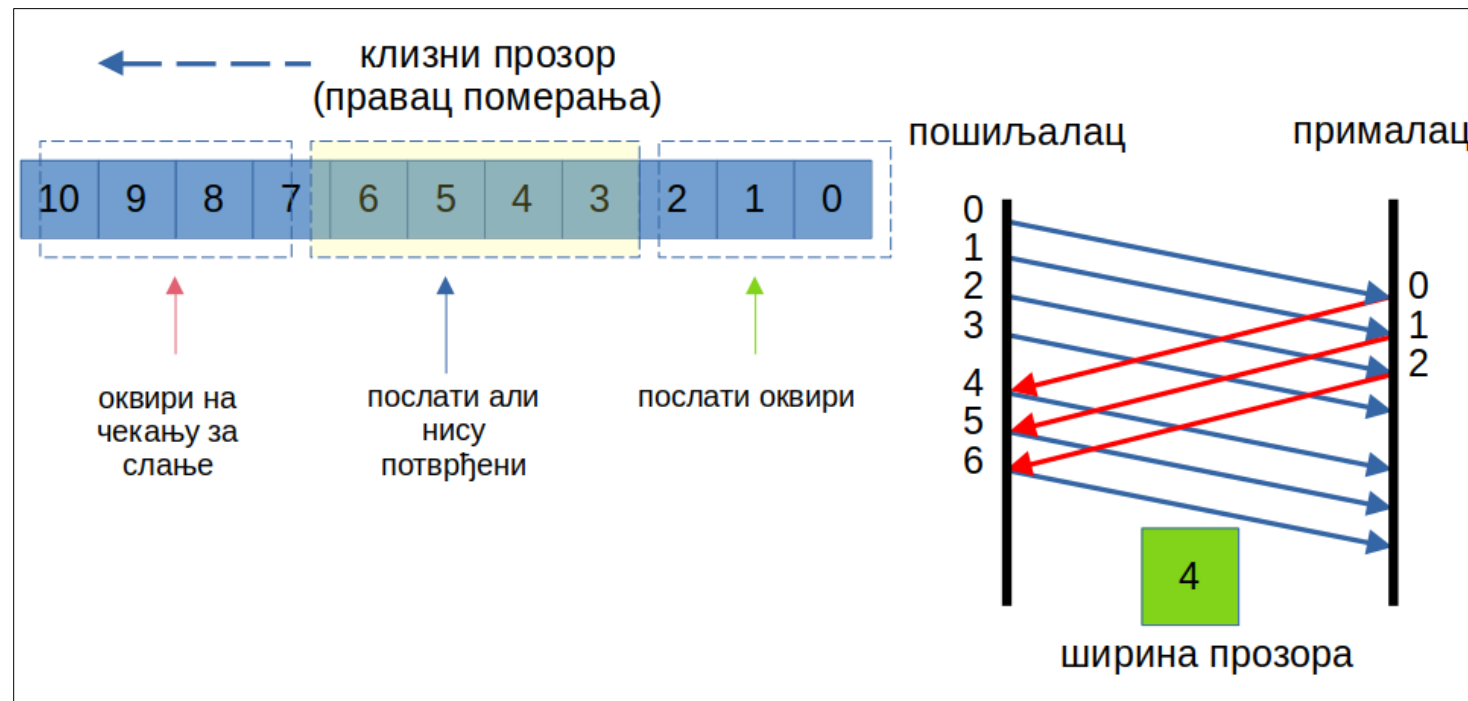 клизни прозор
(правац померања)
10 9 8 7 6 5 4 3 2 1 0
оквири на
чекању за
слање
послати али
нису
потврђени
послати оквири
пошиљалац
прималац
0
1
2
3
4
5
6
0
1
2
4
ширина прозора